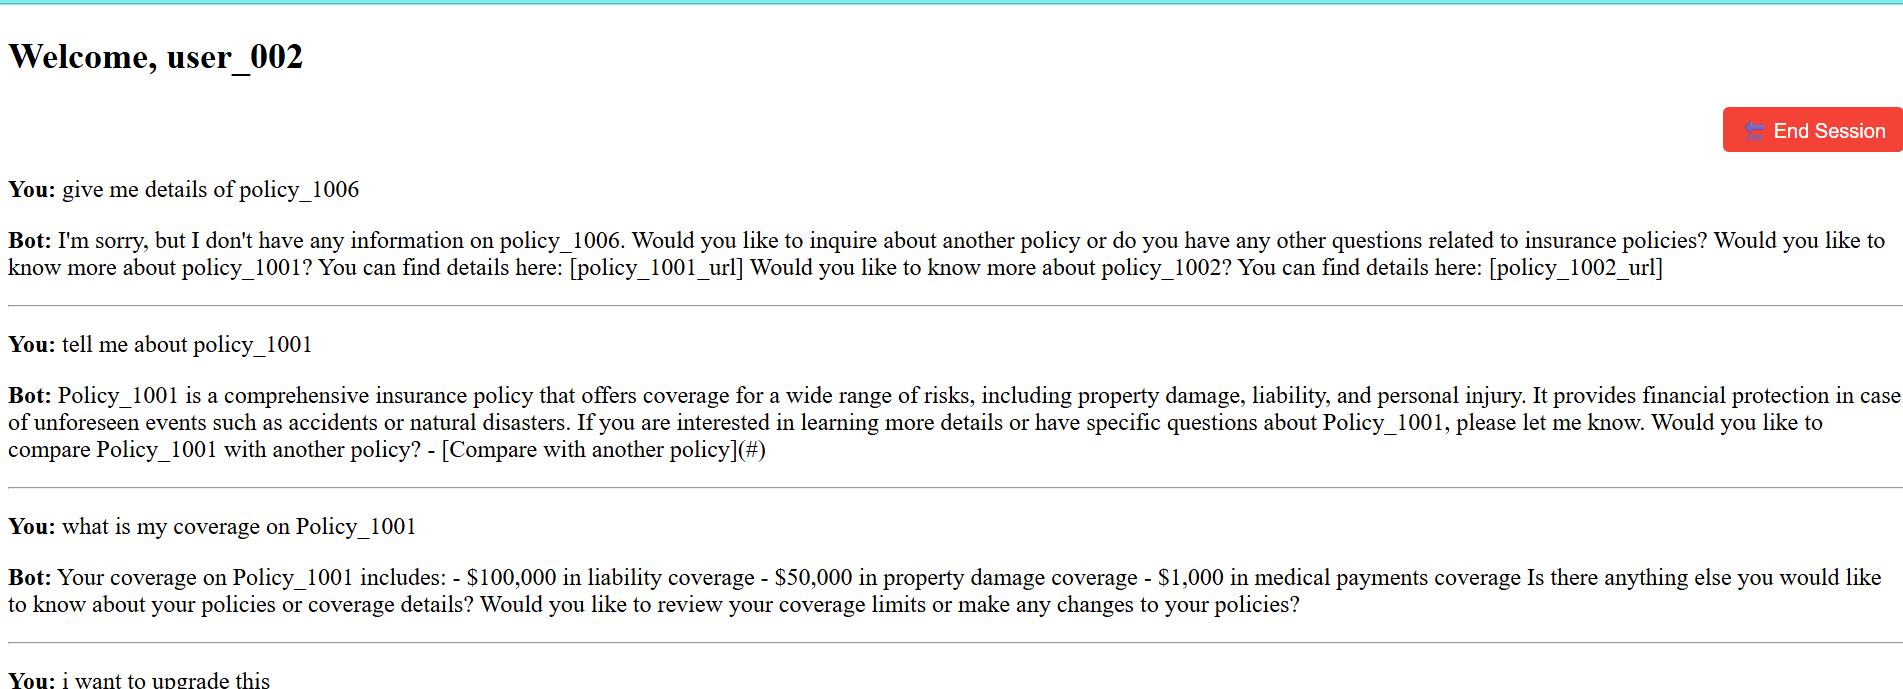 Welcome, user_002
End Session
You: give me details of policy_1006
Bot: I'm sorry, but I don't have any information on policy_1006. Would you like to inquire about another policy or do you have any other questions related to insurance policies? Would you like to
know more about policy_1001? You can find details here: [policy_1001_url] Would you like to know more about policy_1002? You can find details here: [policy_1002_url]
You: tell me about policy_1001
Bot: Policy_1001 is a comprehensive insurance policy that offers coverage for a wide range of risks, including property damage, liability, and personal injury. It provides financial protection in case
of unforeseen events such as accidents or natural disasters. If you are interested in learning more details or have specific questions about Policy_1001, please let me know. Would you like to
compare Policy_1001 with another policy? - [Compare with another policy](#)
You: what is my coverage on Policy_1001
Bot: Your coverage on Policy_1001 includes: - $100,000 in liability coverage - $50,000 in property damage coverage - $1,000 in medical payments coverage Is there anything else you would like
to know about your policies or coverage details? Would you like to review your coverage limits or make any changes to your policies?
You: i want to upgrade this